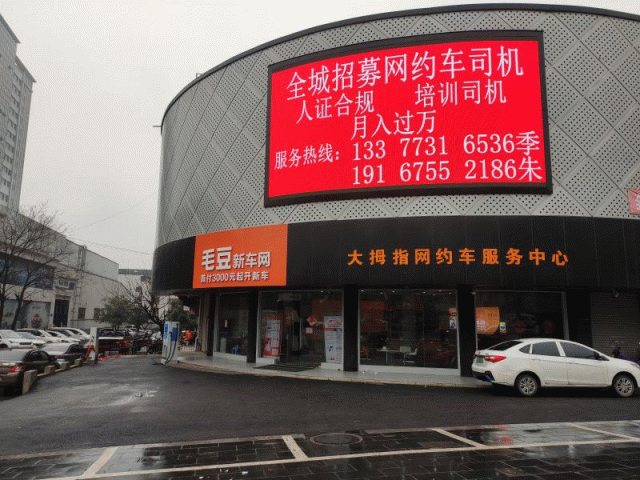 全城招募网约车司机
人证合规 培训司机
月入过万
服务热线：133 7731 6536季
191 6755 2186朱
毛豆新车网
首付3000元起开新车
大拇指网约车服务中心